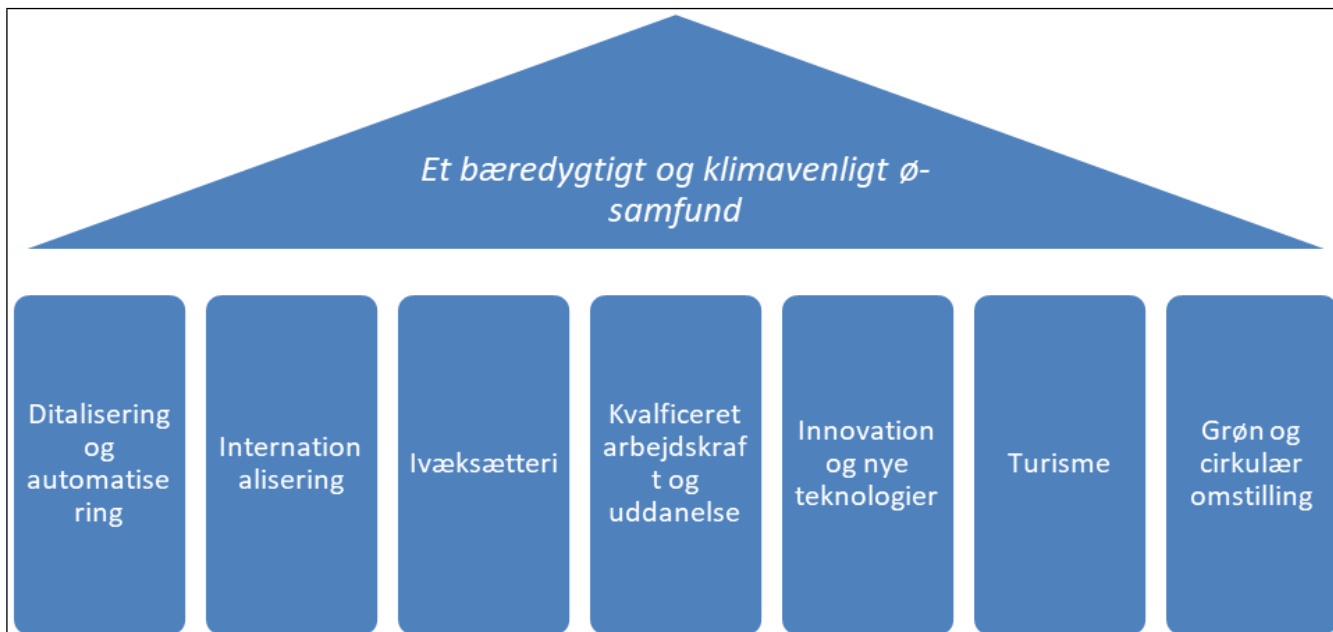 Et bæredygtigt og klimavenligt ø-
samfund
Ditalisering
og
automatise
ring
Internation
alisering
Ivæksætteri
Kvalficeret
arbejdskraf
t og
uddanelse
Innovation
og nye
teknologier
Turisme
Grøn og
cirkulær
omstilling